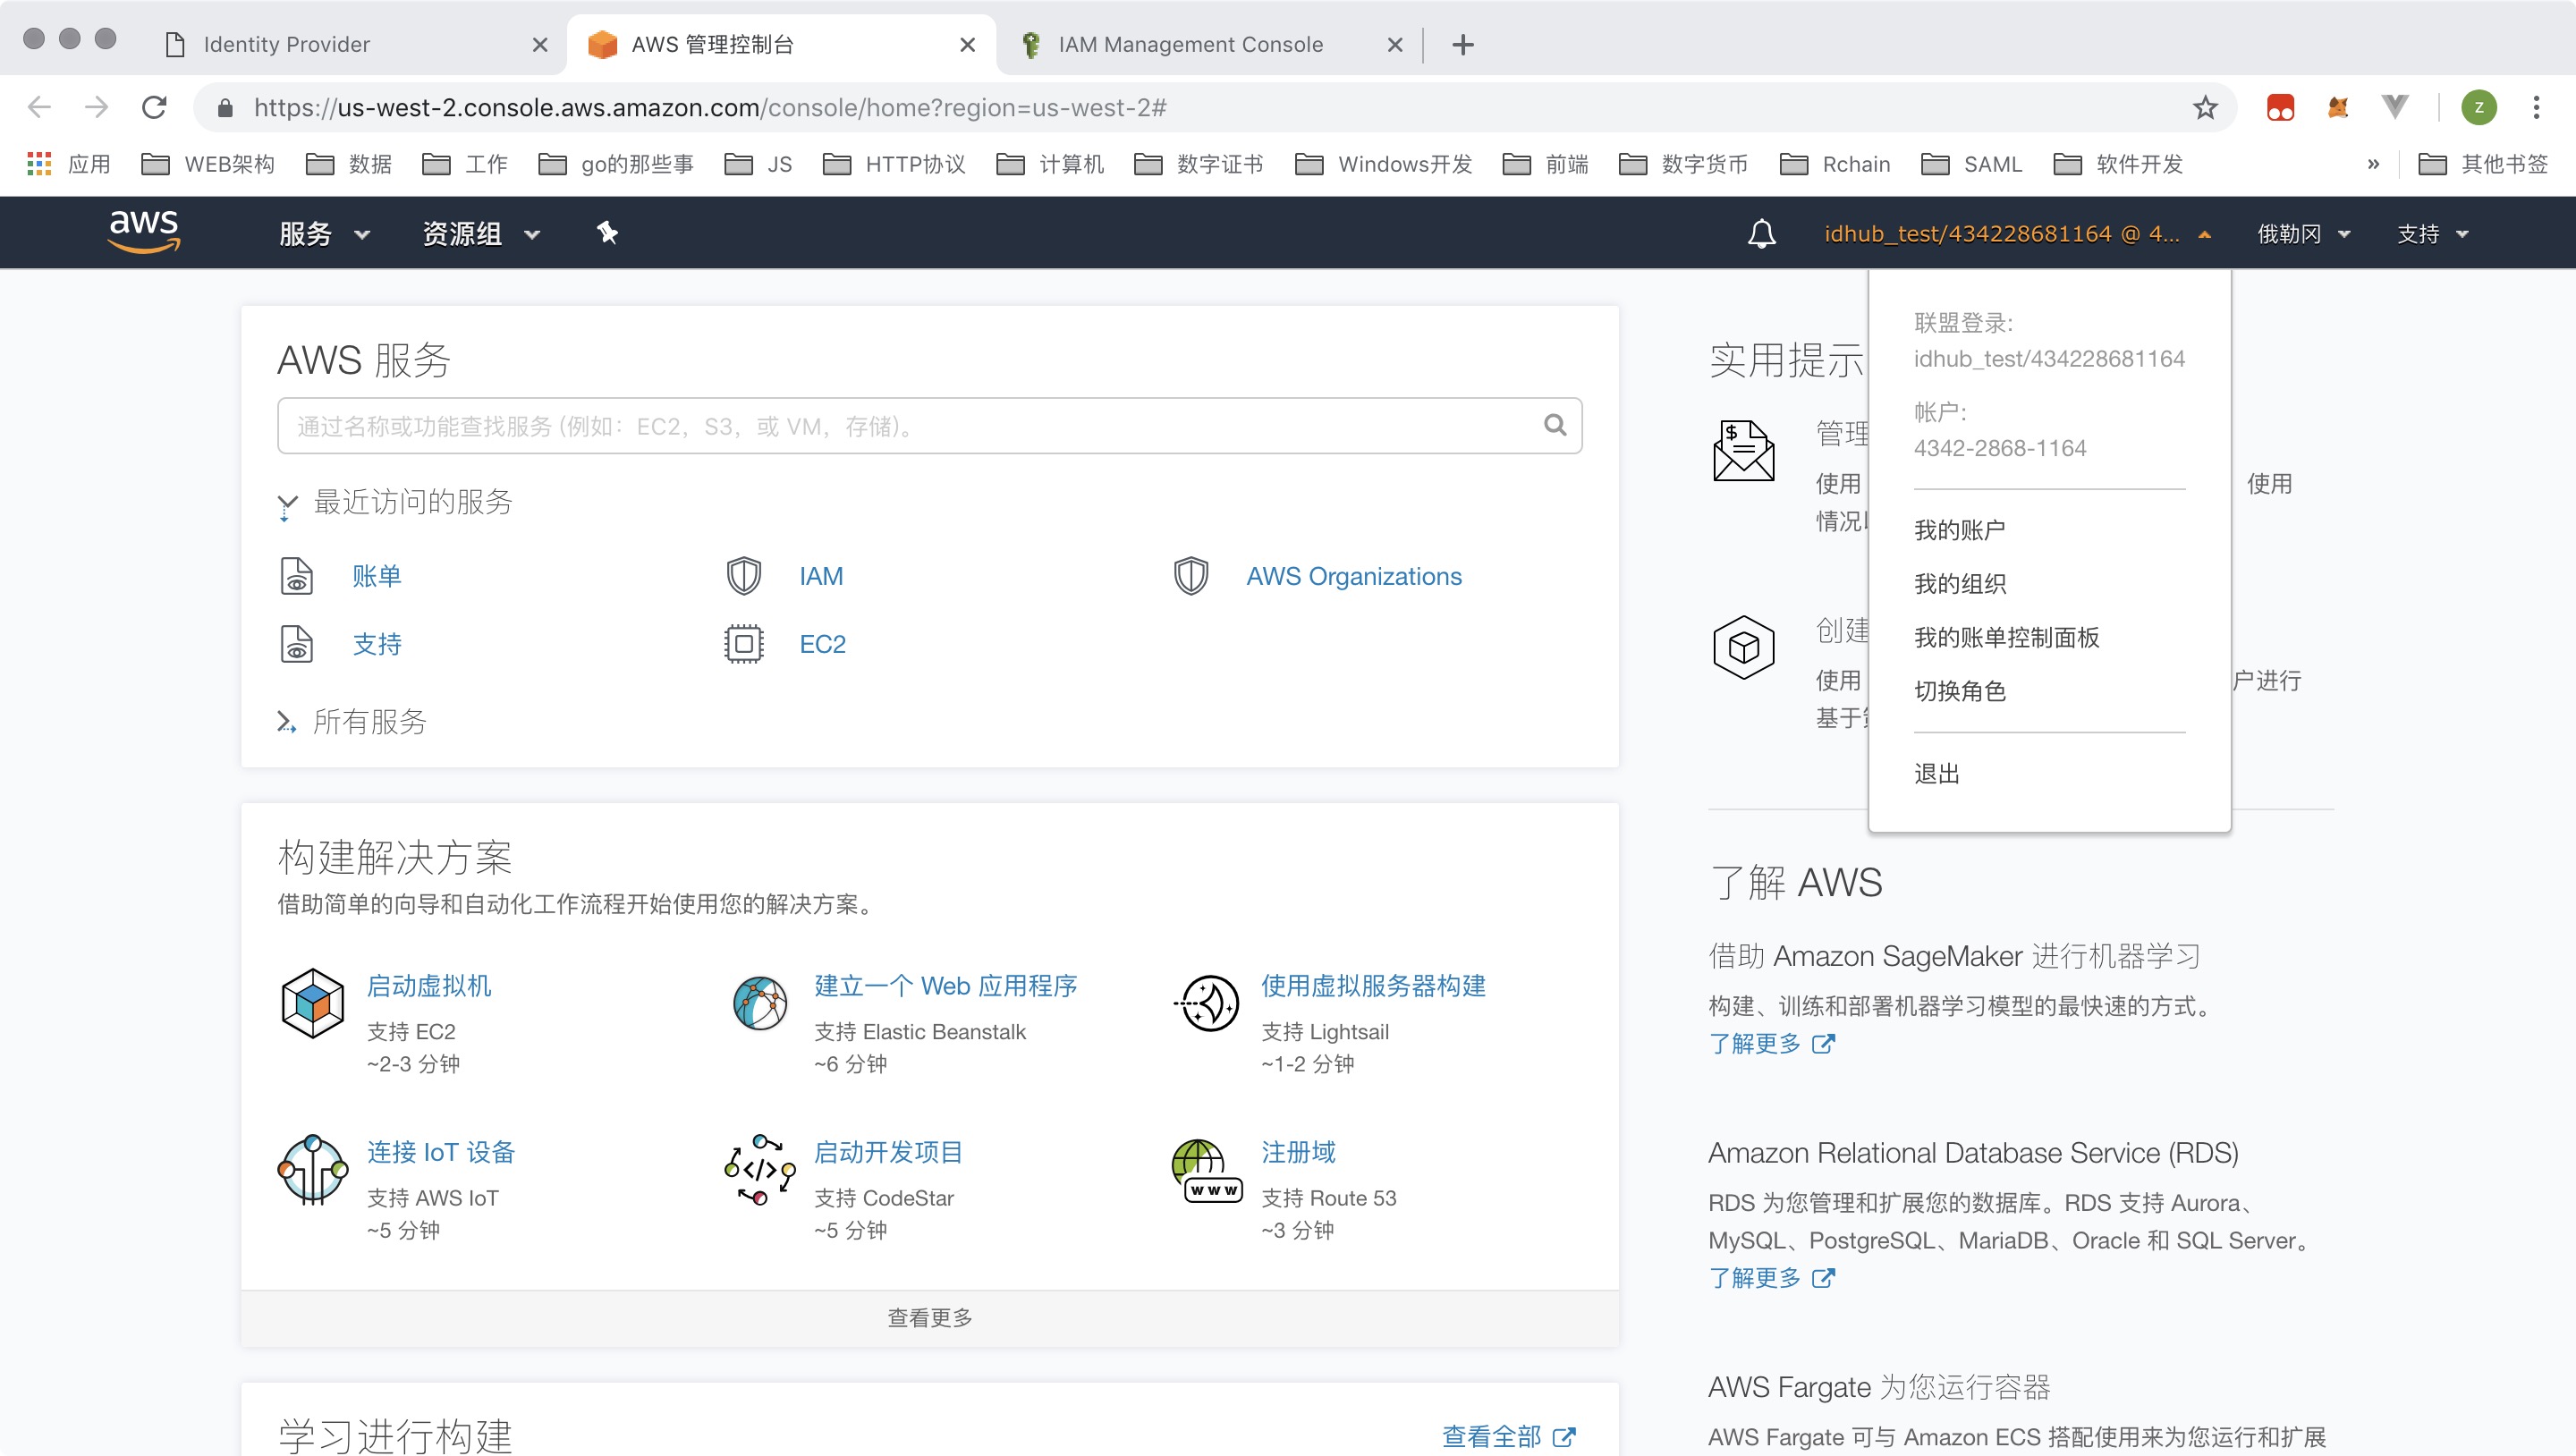 Identity Provider
AWS 管理控制台
IAM Management Console
https://us-west-2.console.aws.amazon.com/console/home?region=us-west-2#
z
应用
WEB架构
数据
工作
go的那些事
JS
HTTP协议
计算机
数字证书
Windows开发
前端
数字货币
Rchain
SAML
软件开发
»
其他书签
aws
服务
资源组
idhub_test/434228681164 @ 4...
俄勒冈
支持
联盟登录:
idhub_test/434228681164
帐户:
4342-2868-1164
我的账户
我的组织
我的账单控制面板
切换角色
退出
AWS 服务
通过名称或功能查找服务 (例如：EC2，S3，或 VM，存储)。
最近访问的服务
账单
IAM
AWS Organizations
支持
EC2
所有服务
构建解决方案
借助简单的向导和自动化工作流程开始使用您的解决方案。
启动虚拟机
支持 EC2
~2-3 分钟
建立一个 Web 应用程序
支持 Elastic Beanstalk
~6 分钟
使用虚拟服务器构建
支持 Lightsail
~1-2 分钟
连接 IoT 设备
支持 AWS IoT
~5 分钟
启动开发项目
支持 CodeStar
~5 分钟
www
注册域
支持 Route 53
~3 分钟
查看更多
学习进行构建
查看全部
实用提示
$
管理
使用
使用
情况
创建
使用
户进行
基于
了解 AWS
借助 Amazon SageMaker 进行机器学习
构建、训练和部署机器学习模型的最快速的方式。
了解更多
Amazon Relational Database Service (RDS)
RDS 为您管理和扩展您的数据库。RDS 支持 Aurora、
MySQL、PostgreSQL、MariaDB、Oracle 和 SQL Server。
了解更多
AWS Fargate 为您运行容器
AWS Fargate 可与 Amazon ECS 搭配使用来为您运行和扩展